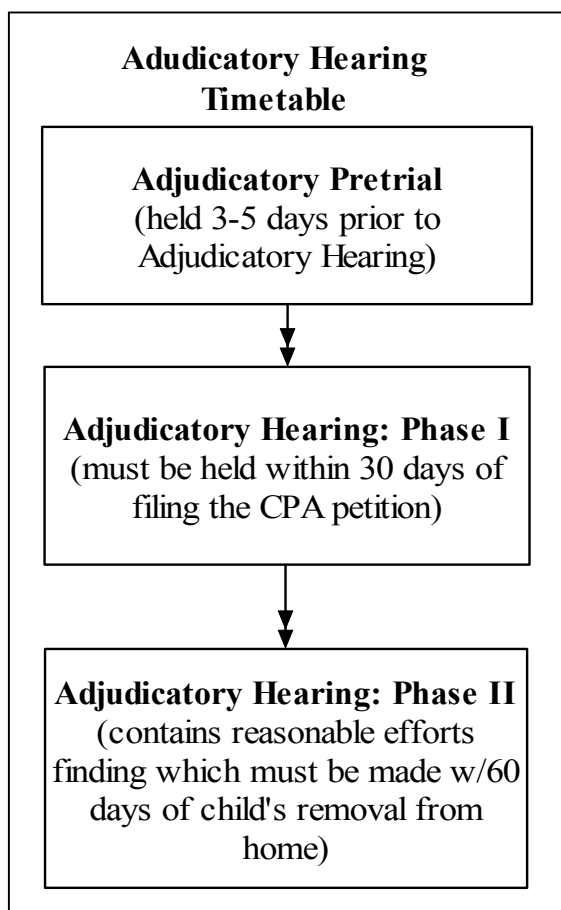 Adudicatory Hearing
Timetable
Adjudicatory Pretrial
(held 3-5 days prior to
Adjudicatory Hearing)
Adjudicatory Hearing: Phase I
(must be held within 30 days of
filing the CPA petition)
Adjudicatory Hearing: Phase II
(contains reasonable efforts
finding which must be made w/60
days of child's removal from
home)